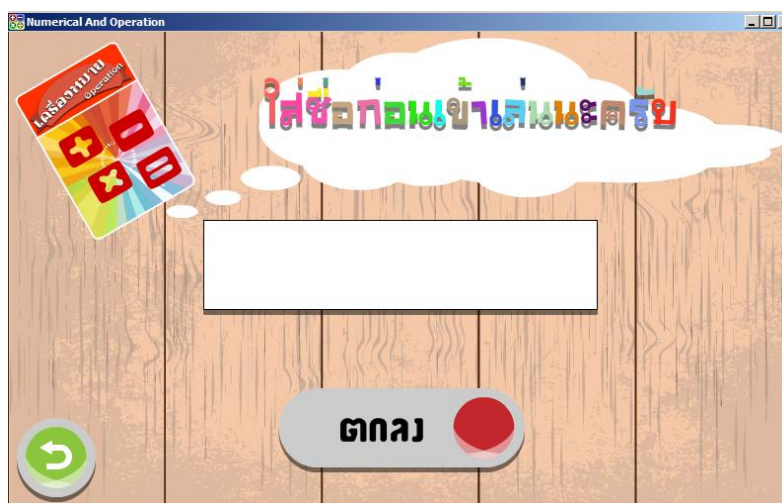 Numerical And Operation
เครื่องหมาย
Operation
ใส่ชื่อก่อนเข้าเล่นนะครับ
ตกลง